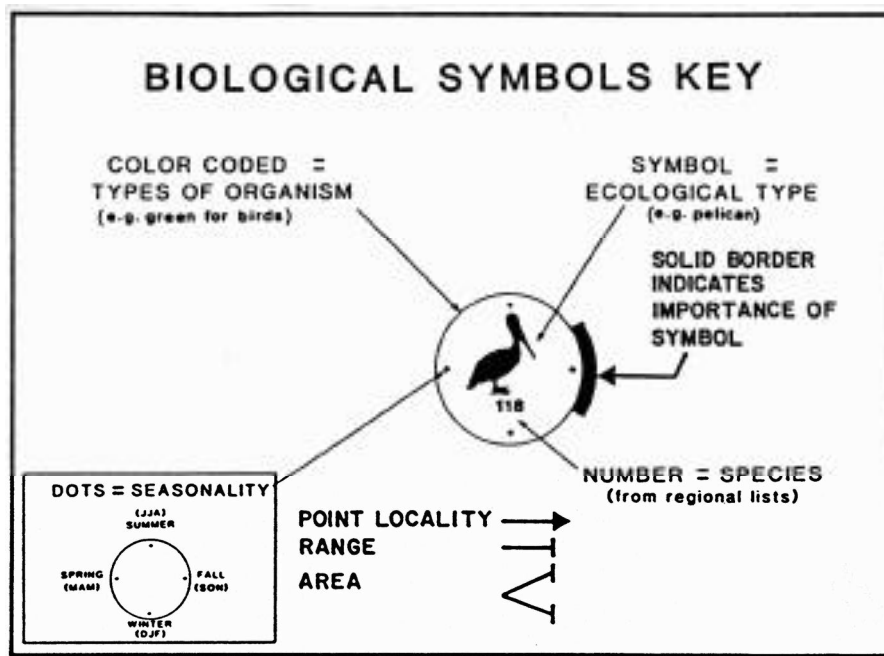 BIOLOGICAL SYMBOLS KEY
COLOR CODED =
TYPES OF ORGANISM
(e.g. green for birds)
SYMBOL =
ECOLOGICAL TYPE
(e.g. pelican)
SOLID BORDER
INDICATES
IMPORTANCE OF
SYMBOL
118
NUMBER = SPECIES
(from regional lists)
DOTS = SEASONALITY
(JJA)
SUMMER
SPRING
(MAM)
FALL
(SON)
WINTER
(DJF)
POINT LOCALITY
RANGE
AREA